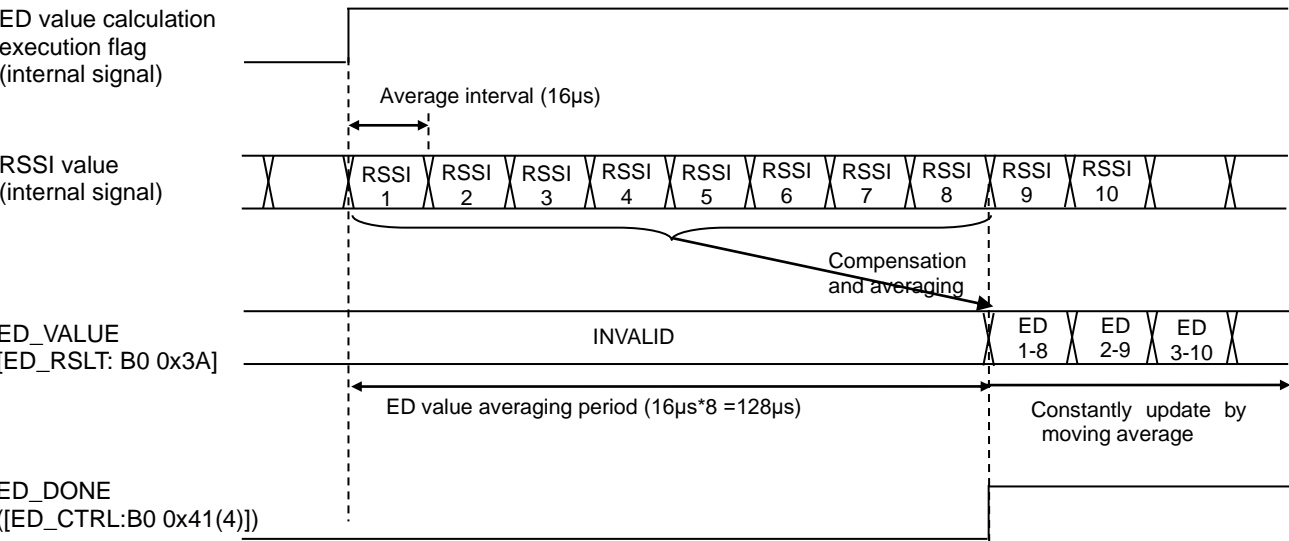 ED value calculation
execution flag
(internal signal)
Average interval (16µs)
RSSI value
(internal signal)
RSSI
1
RSSI
2
RSSI
3
RSSI
4
RSSI
5
RSSI
6
RSSI
7
RSSI
8
RSSI
9
RSSI
10
Compensation
and averaging
ED_VALUE
[ED_RSLT: B0 0x3A]
INVALID
ED
1-8
ED
2-9
ED
3-10
ED value averaging period (16µs*8 =128µs)
Constantly update by
moving average
ED_DONE
([ED_CTRL:B0 0x41(4)])